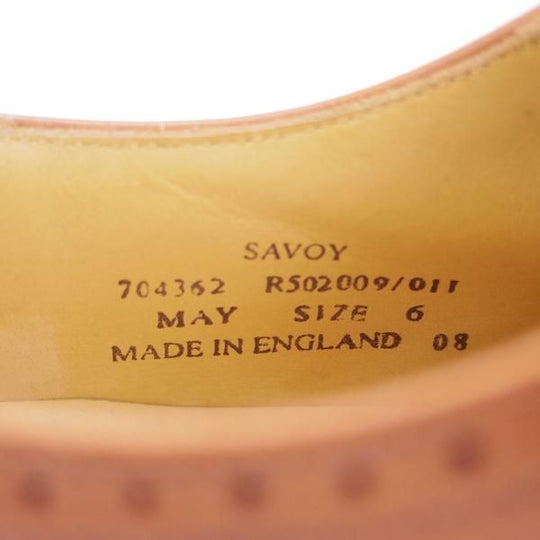 SAVOY
704362 R502009/011
MAY SIZE 6
MADE IN ENGLAND 08